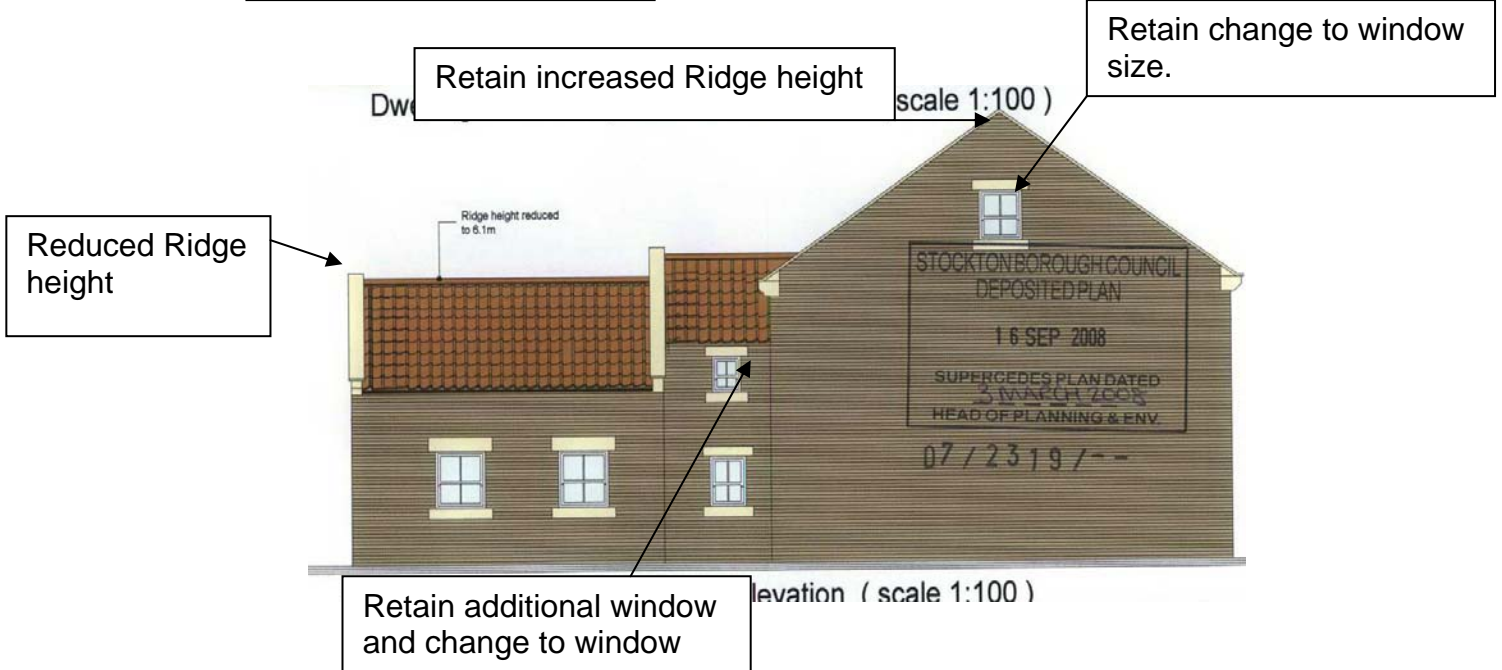 Retain change to window
size.
Retain increased Ridge height
Dwe
scale 1:100 )
Ridge height reduced
to 6.1m
Reduced Ridge
height
STOCKTON BOROUGH COUNCIL
DEPOSITED PLAN
16 SEP 2008
SUPERCEDES PLAN DATED
3 MARCH 2008
HEAD OF PLANNING & ENV.
07/2319/--
levation ( scale 1:100 )
Retain additional window
and change to window